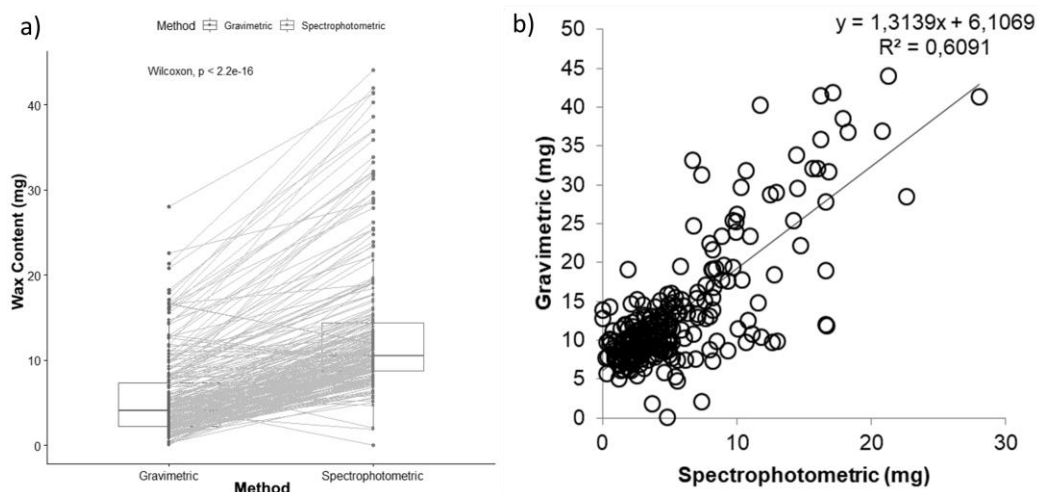 a)
Method Gravimetric Spectrophotometric
Wilcoxon, p < 2.2e-16
Wax Content (mg)
40
30
20
10
0
Gravimetric Spectrophotometric
Method
b)
y = 1,3139x + 6,1069
R² = 0,6091
Gravimetric (mg)
50
45
40
35
30
25
20
15
10
5
0
0 10 20 30
Spectrophotometric (mg)